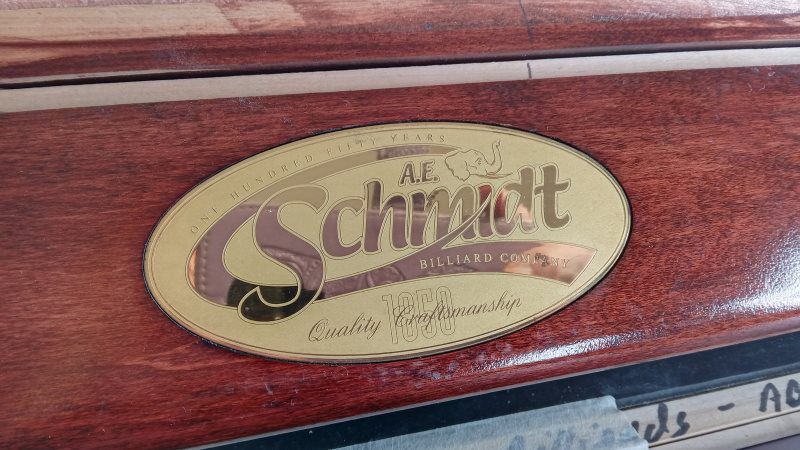 ONE HUNDRED FIFTY YEARS
A.E.
Schmidt
BILLIARD COMPANY
1850
Quality Craftsmanship